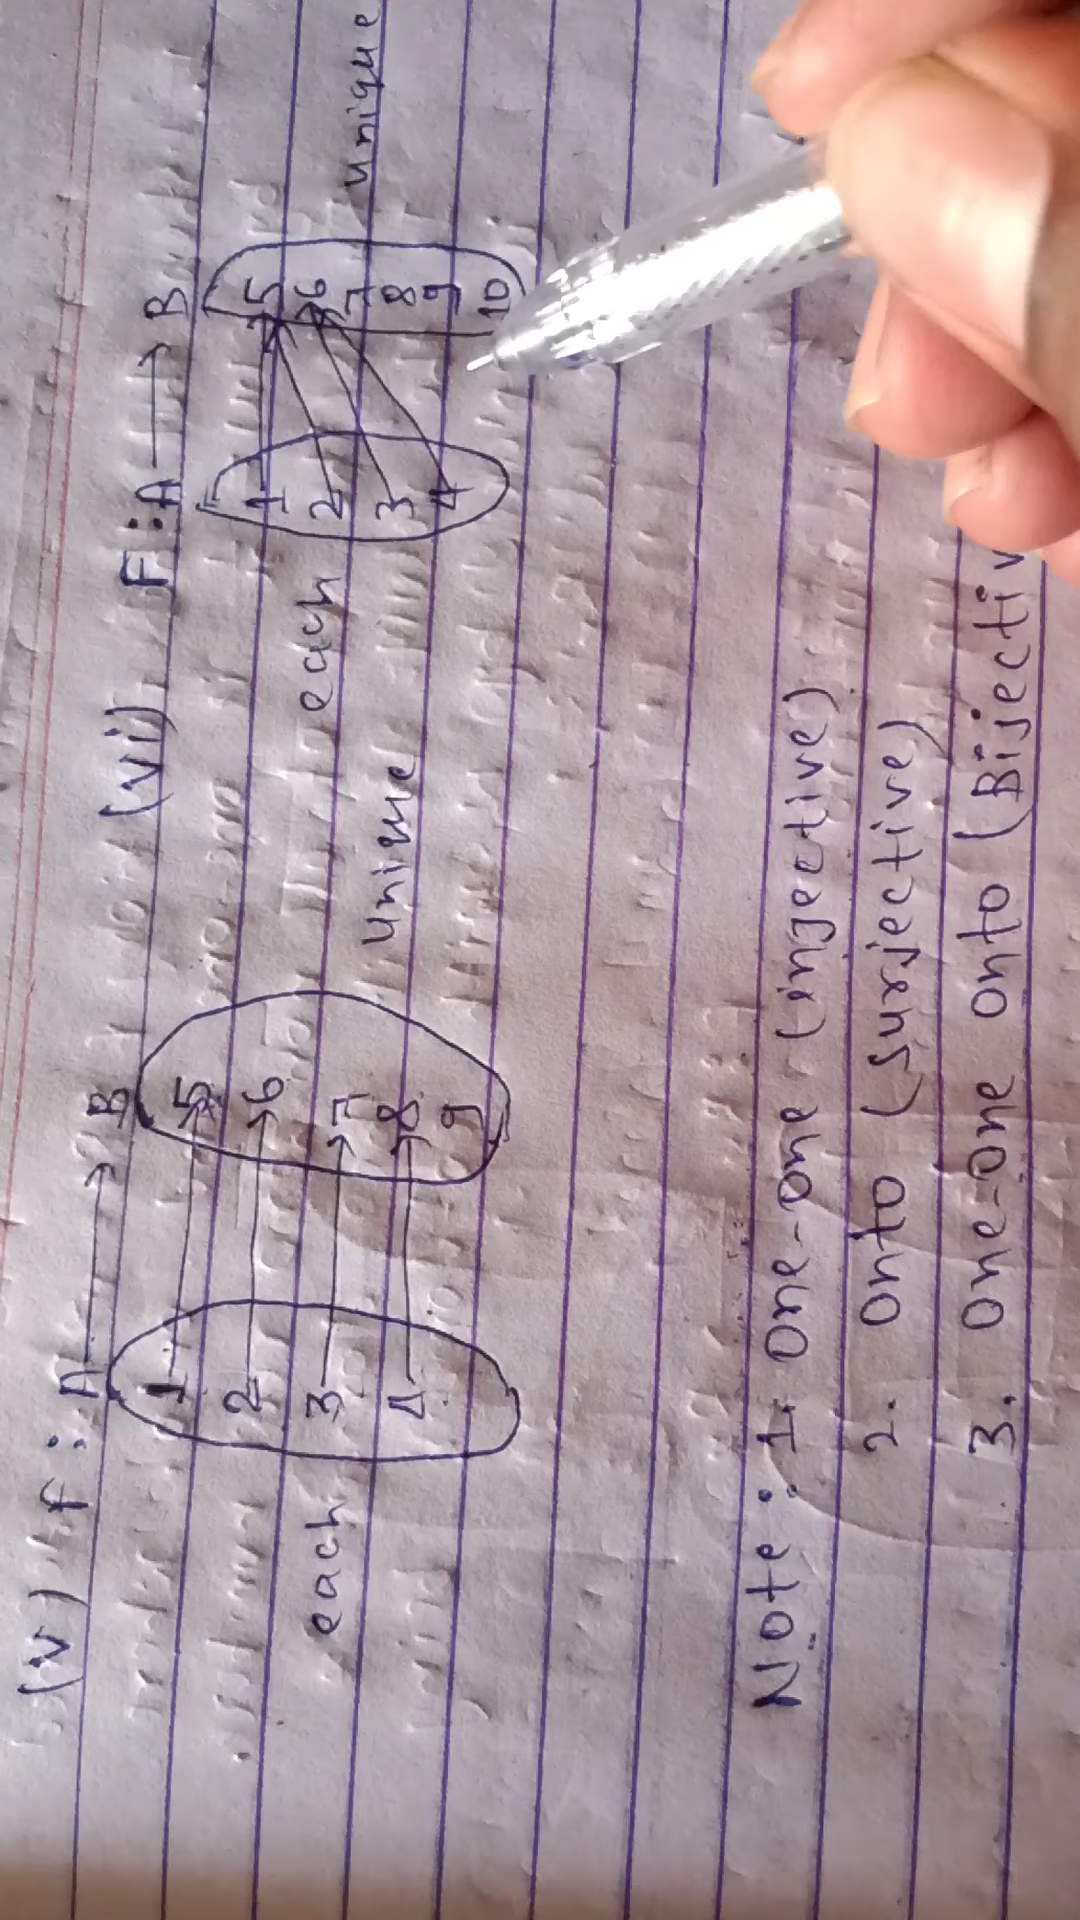 (v) f : A → B
1 → 5
2 → 6
3 → 7
4 → 8
9
each
unique
(vi) F : A → B
1 5
2 6
3 7
4 8
9
10
each
unique
Note : 1. One-one (injective)
2. Onto (surjective)
3. One-One Onto (Bijectiv